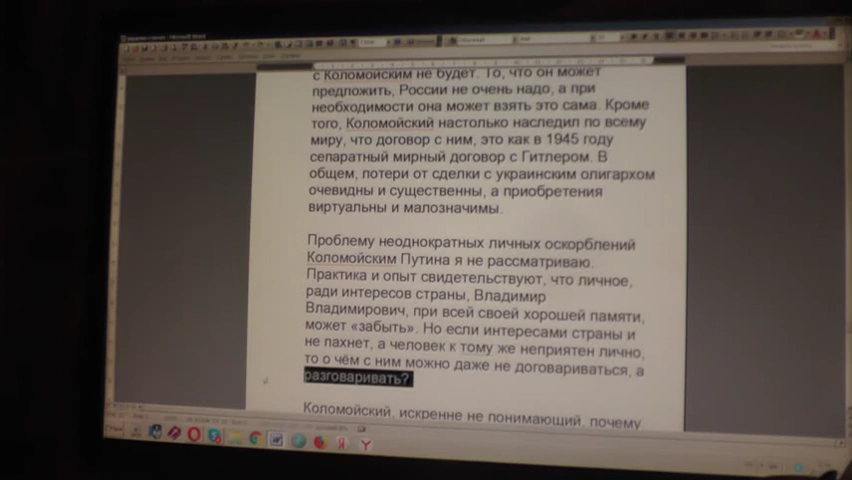 с Коломойским не будет. То, что он может
предложить, России не очень надо, а при
необходимости она может взять это сама. Кроме
того, Коломойский настолько наследил по всему
миру, что договор с ним, это как в 1945 году
сепаратный мирный договор с Гитлером. В
общем, потери от сделки с украинским олигархом
очевидны и существенны, а приобретения
виртуальны и малозначимы.
Проблему неоднократных личных оскорблений
Коломойским Путина я не рассматриваю.
Практика и опыт свидетельствуют, что личное,
ради интересов страны, Владимир
Владимирович, при всей своей хорошей памяти,
может «забыть». Но если интересами страны и
не пахнет, а человек к тому же неприятен лично,
то о чём с ним можно даже не договариваться, а
разговаривать?
Коломойский, искренне не понимающий, почему